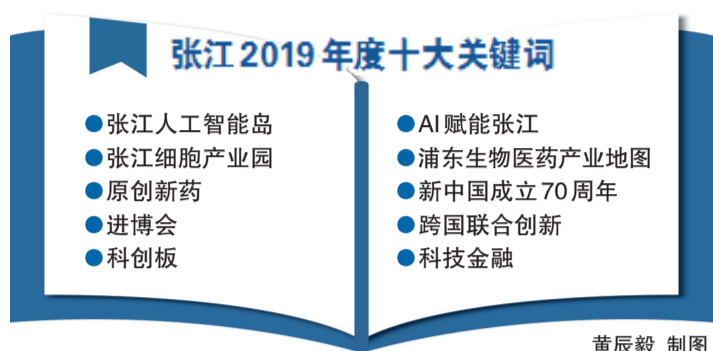 张江2019年度十大关键词
●张江人工智能岛
●张江细胞产业园
●原创新药
●进博会
●科创板
●AI赋能张江
●浦东生物医药产业地图
●新中国成立70周年
●跨国联合创新
●科技金融
黄辰毅 制图